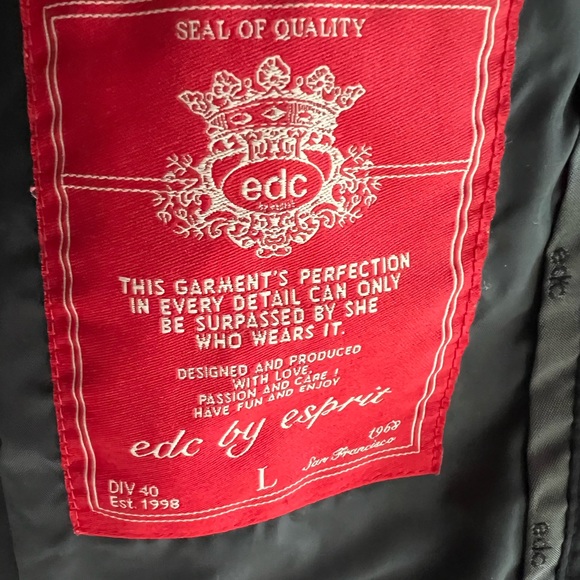 SEAL OF QUALITY
edc
by esprit
THIS GARMENT'S PERFECTION
IN EVERY DETAIL CAN ONLY
BE SURPASSED BY SHE
WHO WEARS IT.
DESIGNED AND PRODUCED
WITH LOVE,
PASSION AND CARE !
HAVE FUN AND ENJOY
edc by esprit
1968
San Francisco
L
DIV 40
Est. 1998
edc
edc